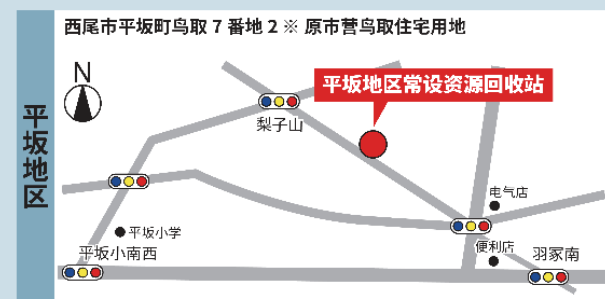 西尾市平坂町鸟取 7 番地 2 ※ 原市营鸟取住宅用地
平坂地区
N
平坂地区常设资源回收站
梨子山
电气店
平坂小学
平坂小南西
便利店
羽冢南